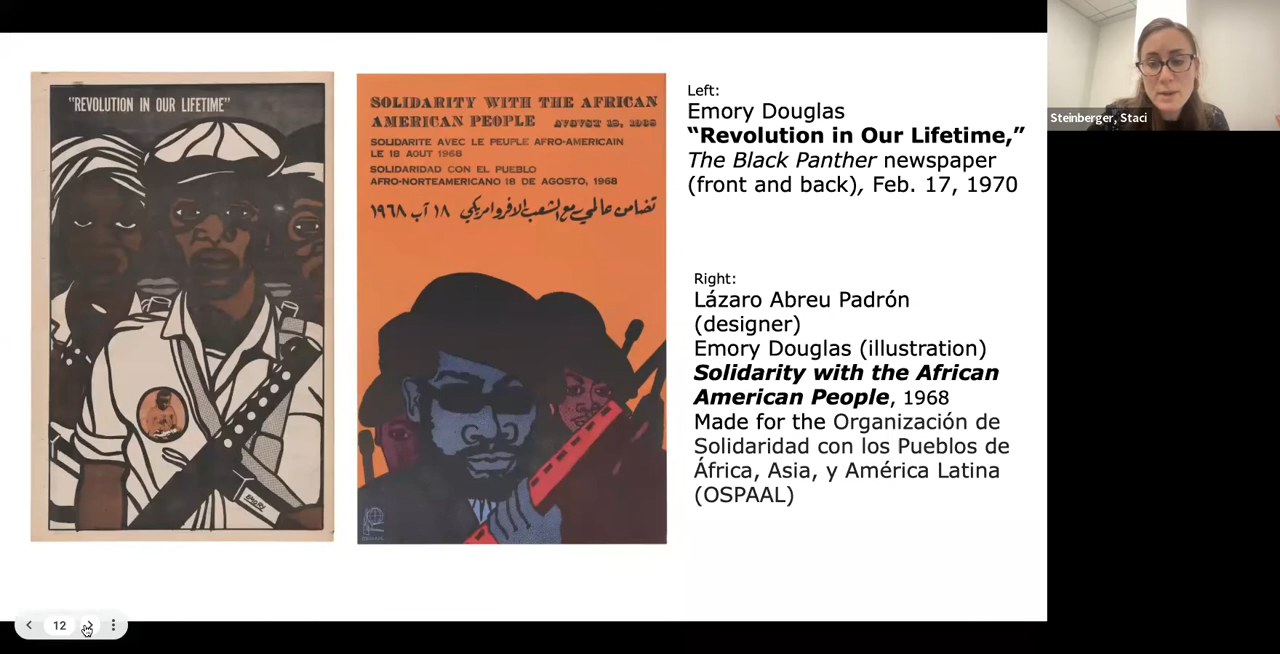 "REVOLUTION IN OUR LIFETIME"
EMORY
SOLIDARITY WITH THE AFRICAN
AMERICAN PEOPLE AUGUST 18, 1968
SOLIDARITE AVEC LE PEUPLE AFRO-AMERICAIN
LE 18 AOUT 1968
SOLIDARIDAD CON EL PUEBLO
AFRO-NORTEAMERICANO 18 DE AGOSTO, 1968
تضامن عالمي مع الشعب الافروامريكي ١٨ آب ١٩٦٨
Left:
Emory Douglas
“Revolution in Our Lifetime,”
The Black Panther newspaper
(front and back), Feb. 17, 1970
Right:
Lázaro Abreu Padrón
(designer)
Emory Douglas (illustration)
Solidarity with the African
American People, 1968
Made for the Organización de
Solidaridad con los Pueblos de
África, Asia, y América Latina
(OSPAAL)
Steinberger, Staci
12